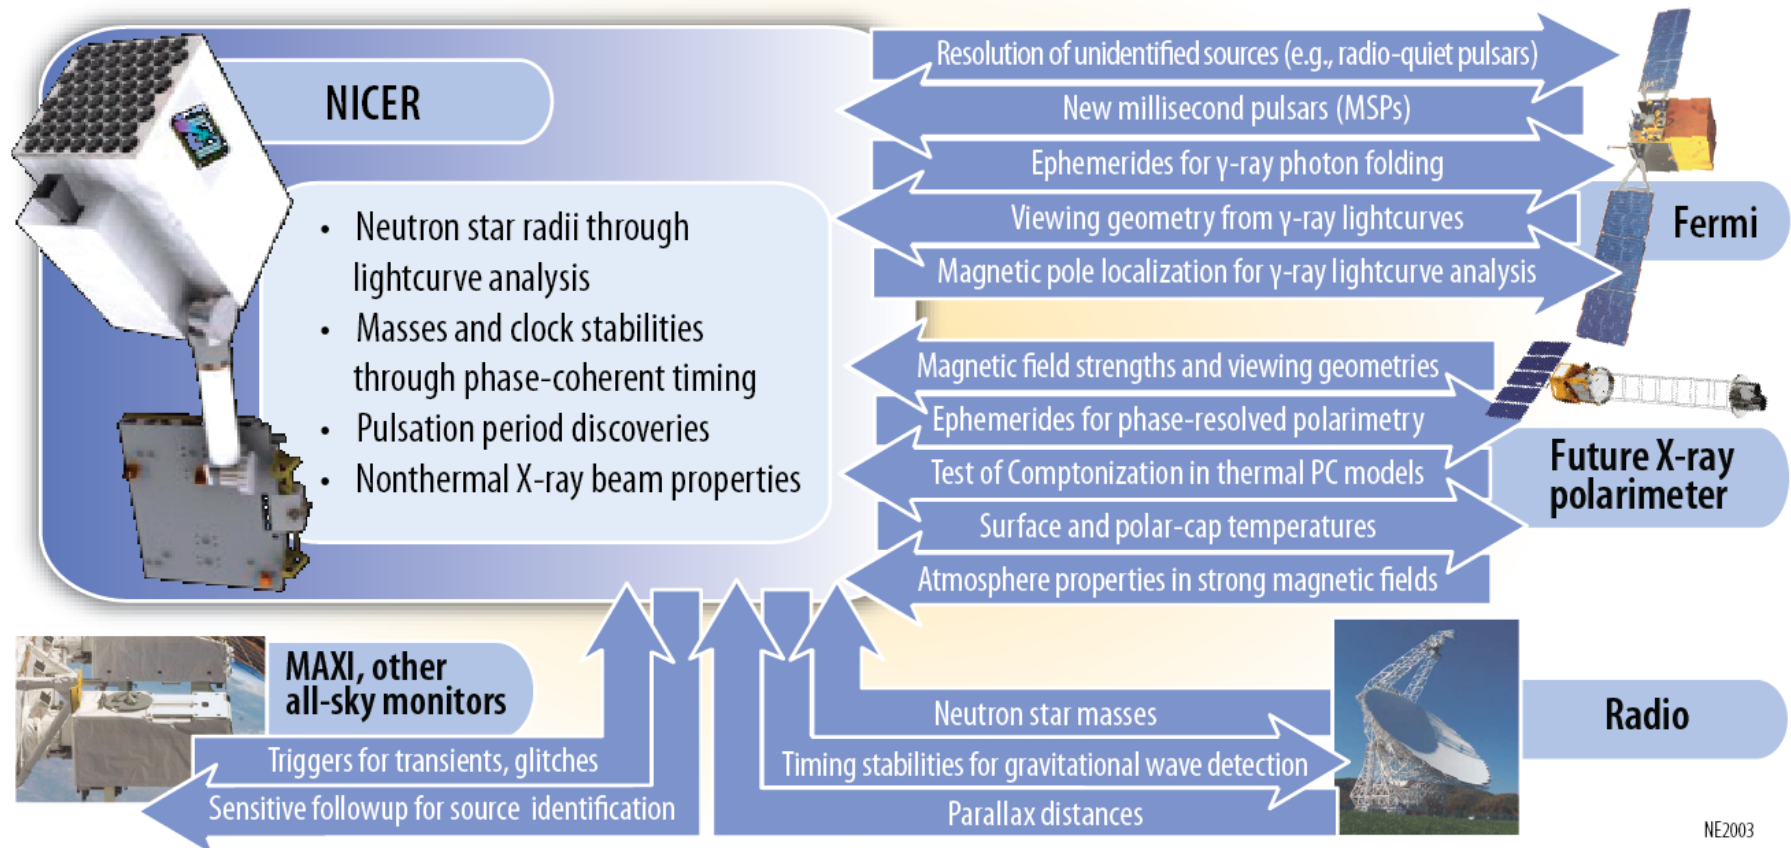 NICER
• Neutron star radii through
lightcurve analysis
• Masses and clock stabilities
through phase-coherent timing
• Pulsation period discoveries
• Nonthermal X-ray beam properties
Resolution of unidentified sources (e.g., radio-quiet pulsars)
New millisecond pulsars (MSPs)
Ephemerides for γ-ray photon folding
Viewing geometry from γ-ray lightcurves
Magnetic pole localization for γ-ray lightcurve analysis
Fermi
Magnetic field strengths and viewing geometries
Ephemerides for phase-resolved polarimetry
Test of Comptonization in thermal PC models
Surface and polar-cap temperatures
Atmosphere properties in strong magnetic fields
Future X-ray
polarimeter
MAXI, other
all-sky monitors
Triggers for transients, glitches
Sensitive followup for source identification
Neutron star masses
Timing stabilities for gravitational wave detection
Parallax distances
Radio
NE2003